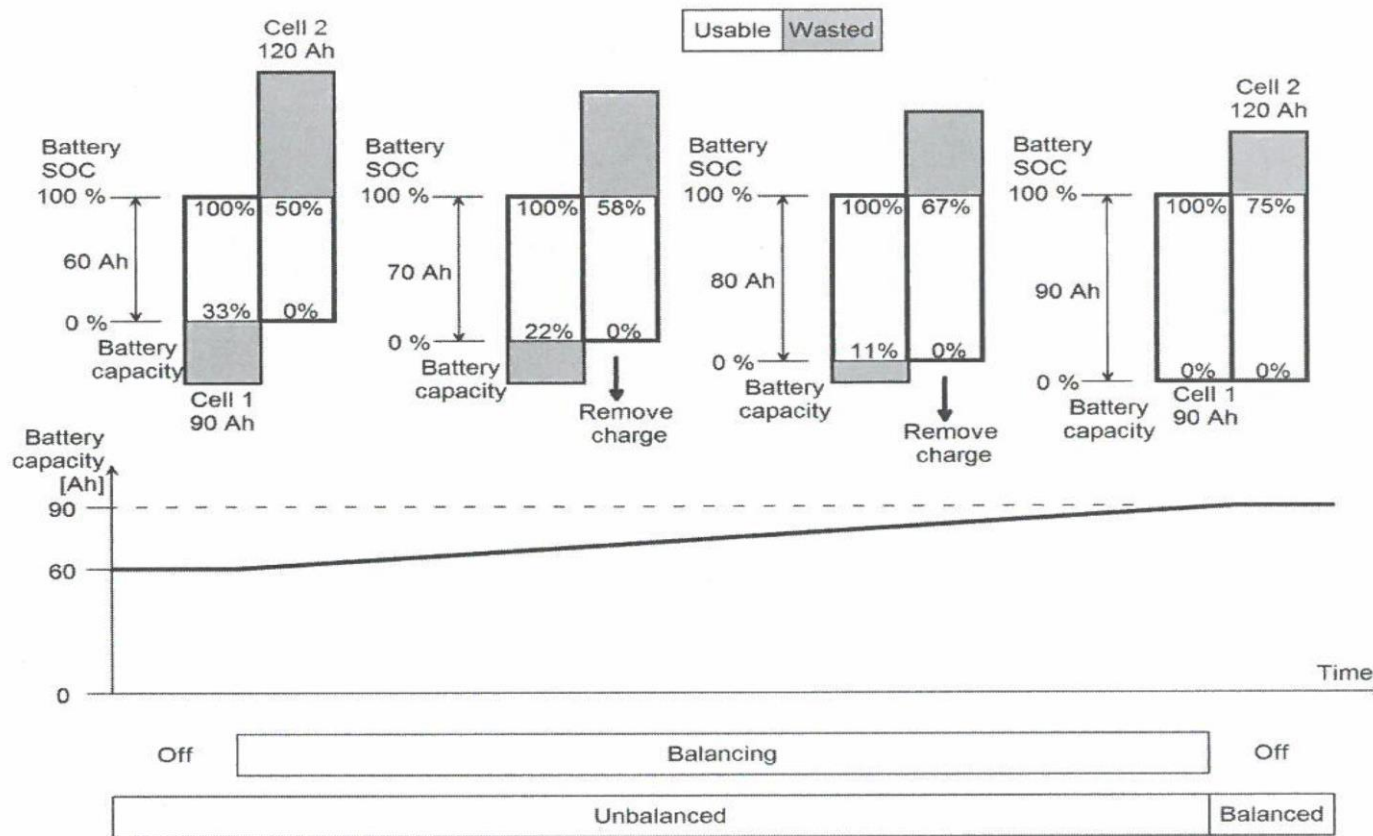 Usable Wasted
Cell 2
120 Ah
Battery
SOC
100 %
100% 50%
60 Ah
33% 0%
0 %
Battery
capacity
Cell 1
90 Ah
Battery
SOC
100 %
100% 58%
70 Ah
22% 0%
0 %
Battery
capacity
Remove
charge
Battery
SOC
100 %
100% 67%
80 Ah
11% 0%
0 %
Battery
capacity
Remove
charge
Cell 2
120 Ah
Battery
SOC
100 %
100% 75%
90 Ah
0% 0%
0 %
Battery
capacity
Cell 1
90 Ah
Battery
capacity
[Ah]
90
60
0
Time
Off Balancing Off
Unbalanced Balanced